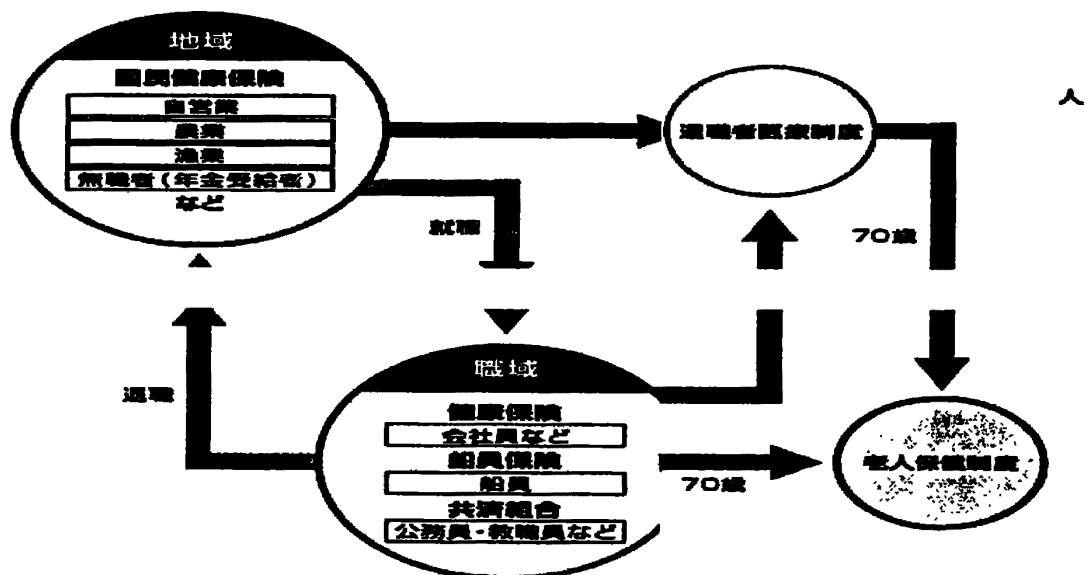 地域
国民健康保険
自営業
農業
漁業
無職者(年金受給者)
など
退職者医療制度
人
就職
70歳
退職
職域
健康保険
会社員など
船員保険
船員
共済組合
公務員・教職員など
70歳
老人保健制度